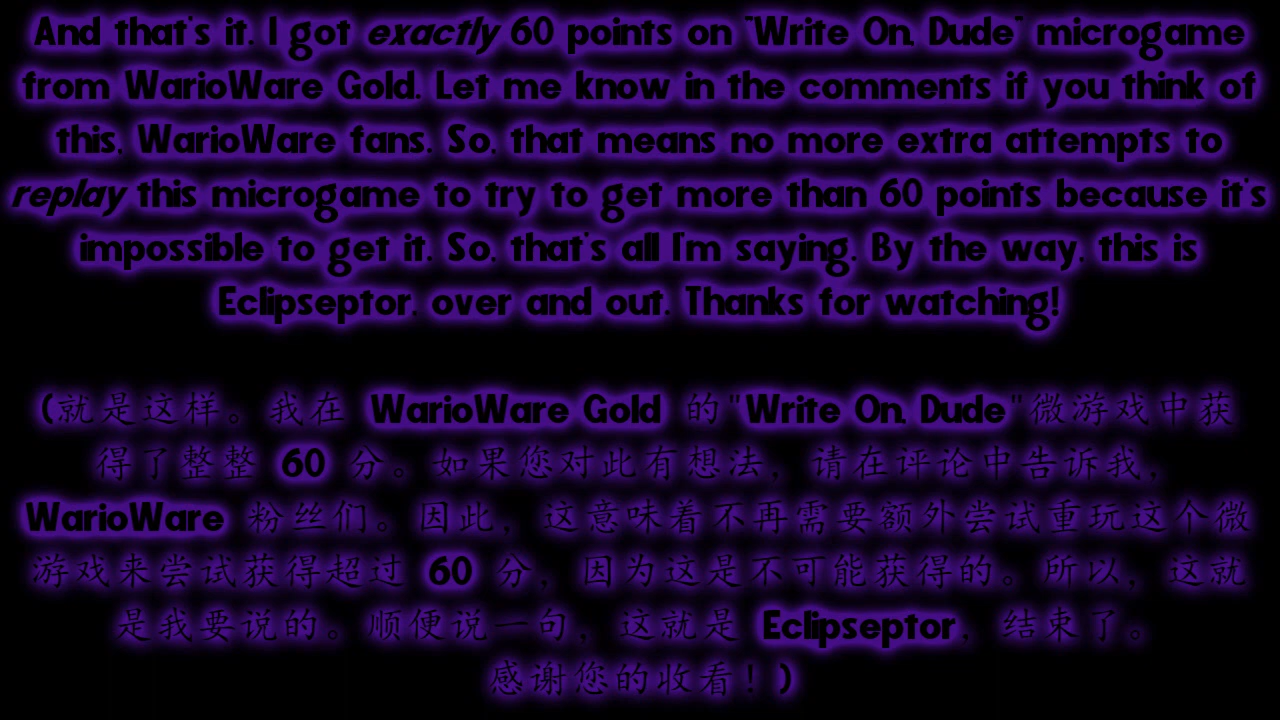 And that's it. I got exactly 60 points on "Write On, Dude" microgame
from WarioWare Gold. Let me know in the comments if you think of
this, WarioWare fans. So, that means no more extra attempts to
replay this microgame to try to get more than 60 points because it's
impossible to get it. So, that's all I'm saying. By the way, this is
Eclipseptor, over and out. Thanks for watching!
(就是这样。我在 WarioWare Gold 的"Write On, Dude"微游戏中获
得了整整 60 分。如果您对此有想法，请在评论中告诉我，
WarioWare 粉丝们。因此，这意味着不再需要额外尝试重玩这个微
游戏来尝试获得超过 60 分，因为这是不可能获得的。所以，这就
是我要说的。顺便说一句，这就是 Eclipseptor，结束了。
感谢您的收看！)